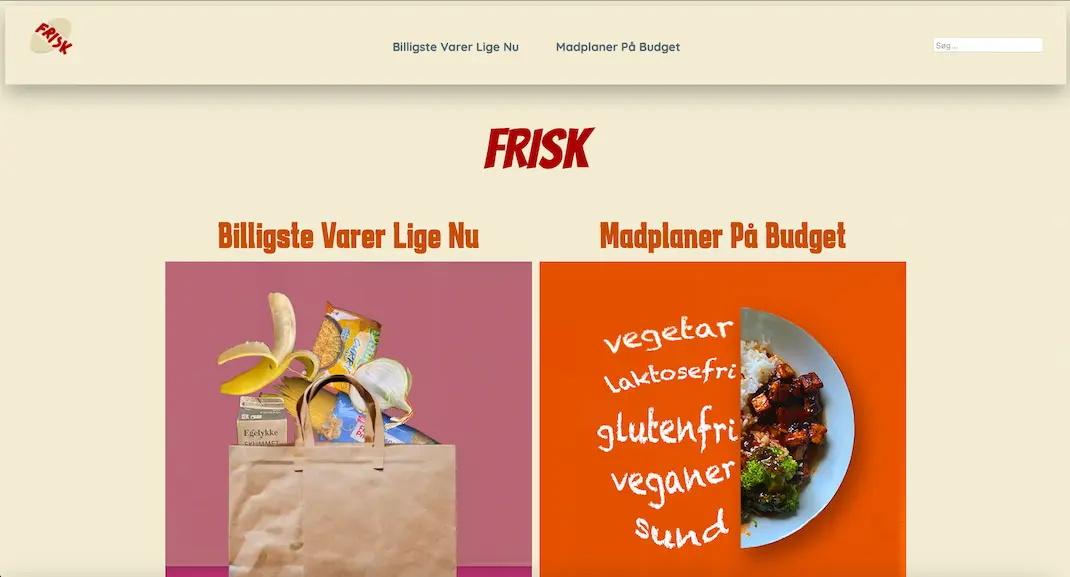 FRISK
Billigste Varer Lige Nu
Madplaner På Budget
Søg...
FRISK
Billigste Varer Lige Nu
Madplaner På Budget
vegetar
laktosefri
glutenfri
veganer
sund
Egelykke
SKUMMET